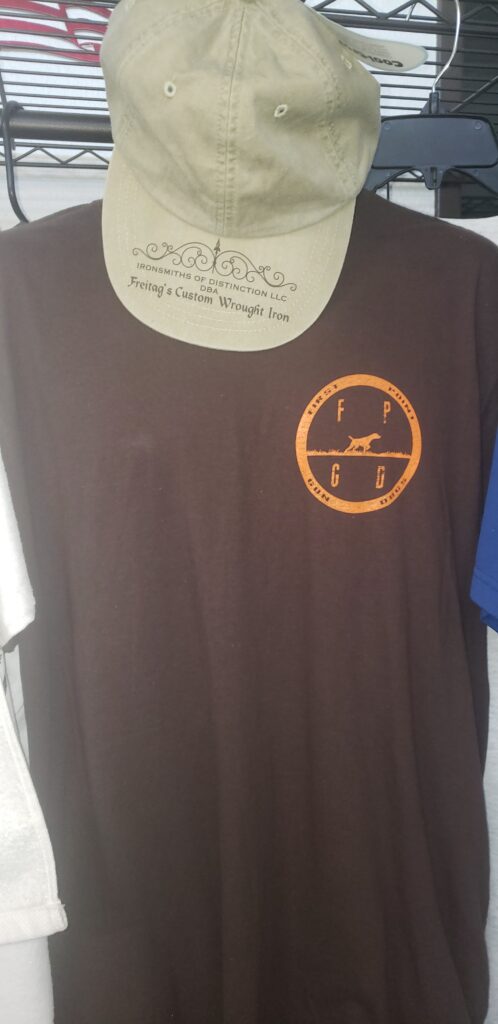 IRONSMITHS OF DISTINCTION LLC
DBA
Freitag's Custom Wrought Iron
FIRST POINT
F P
G D
GUN DOGS